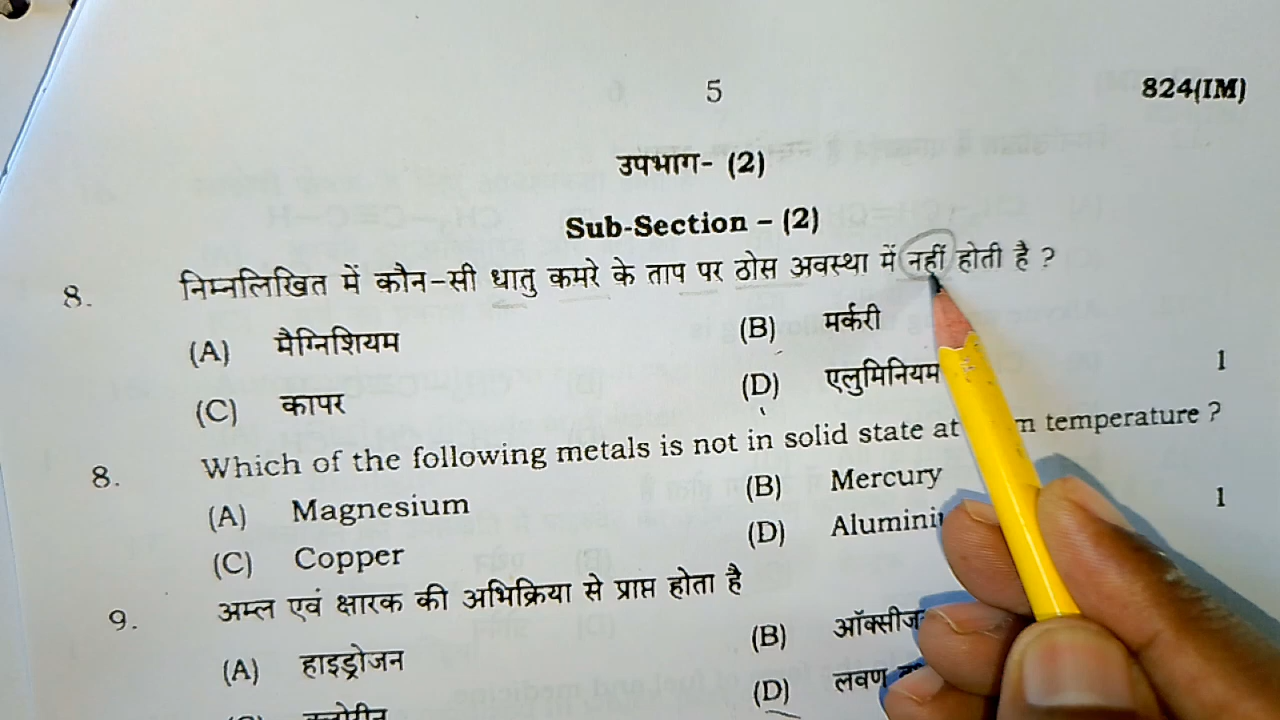 5
824(IM)
उपभाग- (2)
Sub-Section – (2)
8. निम्नलिखित में कौन-सी धातु कमरे के ताप पर ठोस अवस्था में नहीं होती है ?
(A) मैग्निशियम (B) मर्करी
(C) कापर (D) एलुमिनियम 1
8. Which of the following metals is not in solid state at temperature ?
(A) Magnesium (B) Mercury
(C) Copper (D) 1
9. अम्ल एवं क्षारक की अभिक्रिया से प्राप्त होता है
(A) हाइड्रोजन (B)
(D) लवण